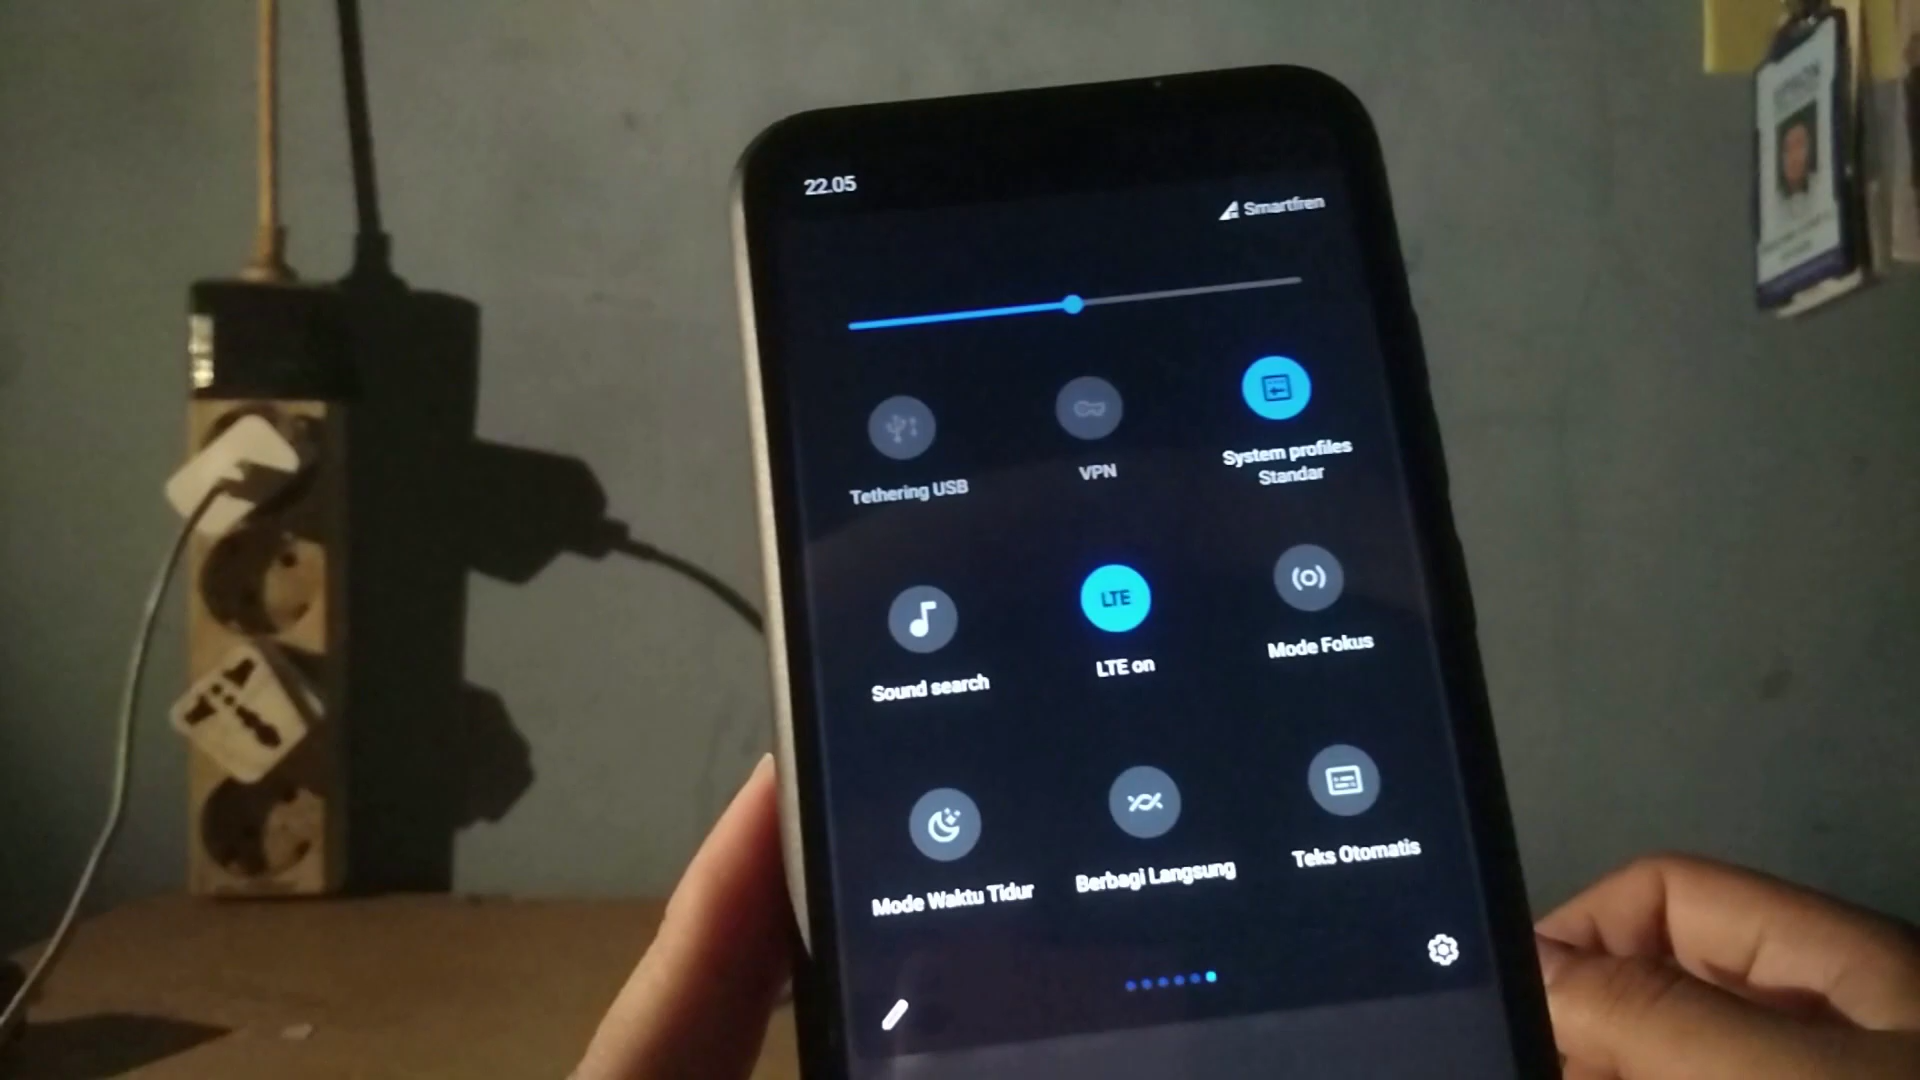 22.05
Smartfren
Tethering USB
VPN
System profiles
Standar
Sound search
LTE
LTE on
Mode Fokus
Mode Waktu Tidur
Berbagi Langsung
Teks Otomatis